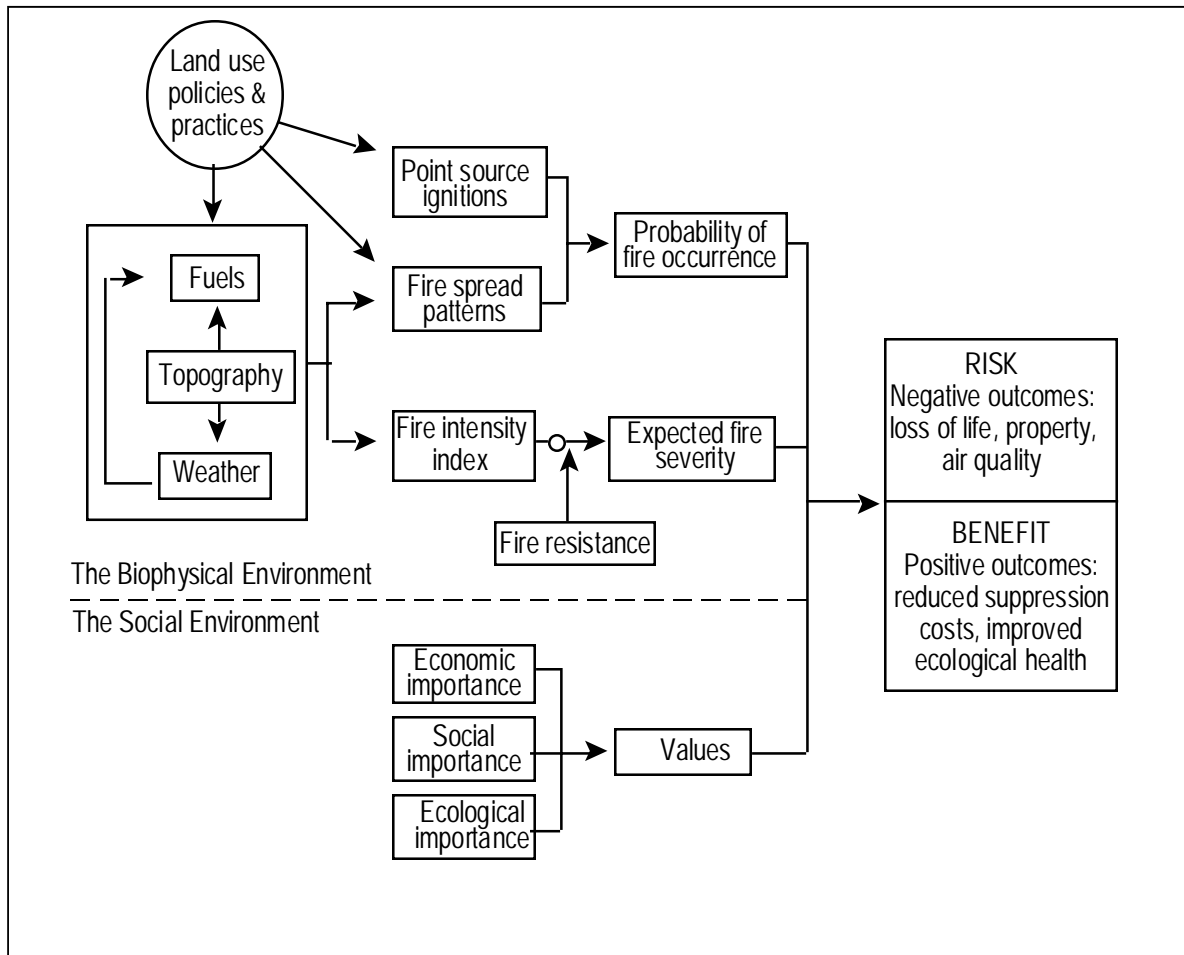 Land use
policies &
practices
Point source
ignitions
Probability of
fire occurrence
Fuels
Fire spread
patterns
Topography
RISK
Negative outcomes:
loss of life, property,
air quality
Fire intensity
index
Expected fire
severity
Weather
Fire resistance
BENEFIT
Positive outcomes:
reduced suppression
costs, improved
ecological health
The Biophysical Environment
The Social Environment
Economic
importance
Social
importance
Values
Ecological
importance